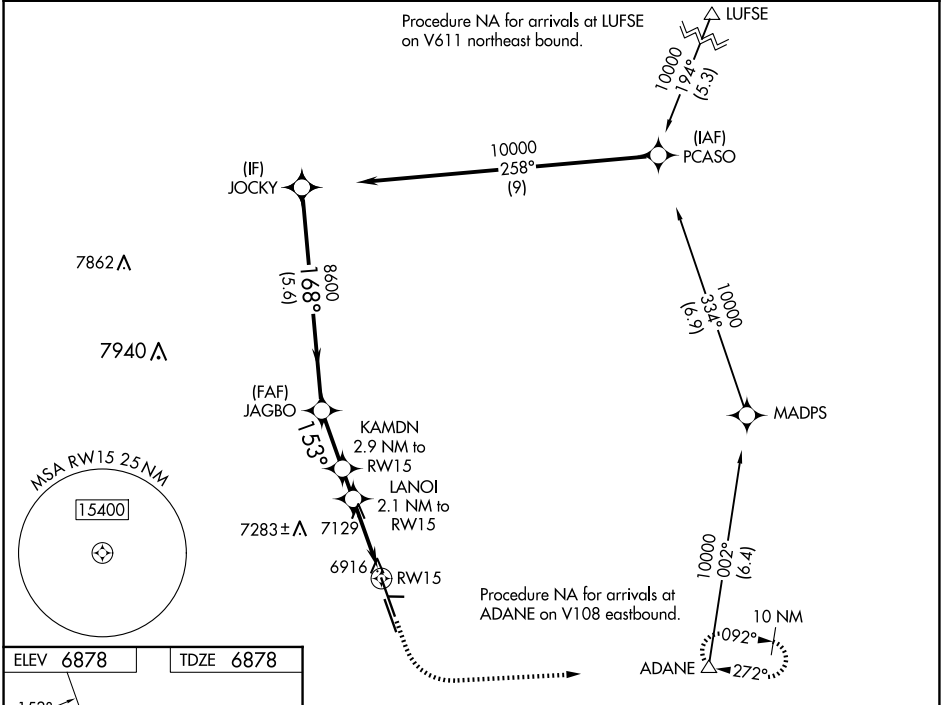 Procedure NA for arrivals at LUFSE
on V611 northeast bound.
LUFSE
10000
194°
(5.3)
(IAF)
PCASO
10000
258°
(9)
(IF)
JOCKY
8600
168°
(5.6)
7862
7940
10000
334°
(6.9)
(FAF)
JAGBO
153°
KAMDN
2.9 NM to
RW15
MADPS
LANOI
2.1 NM to
RW15
MSA RW15 25 NM
15400
7283±
7129
6916
RW15
10000
002°
(6.4)
Procedure NA for arrivals at
ADANE on V108 eastbound.
10 NM
092°
ADANE
272°
ELEV 6878
TDZE 6878